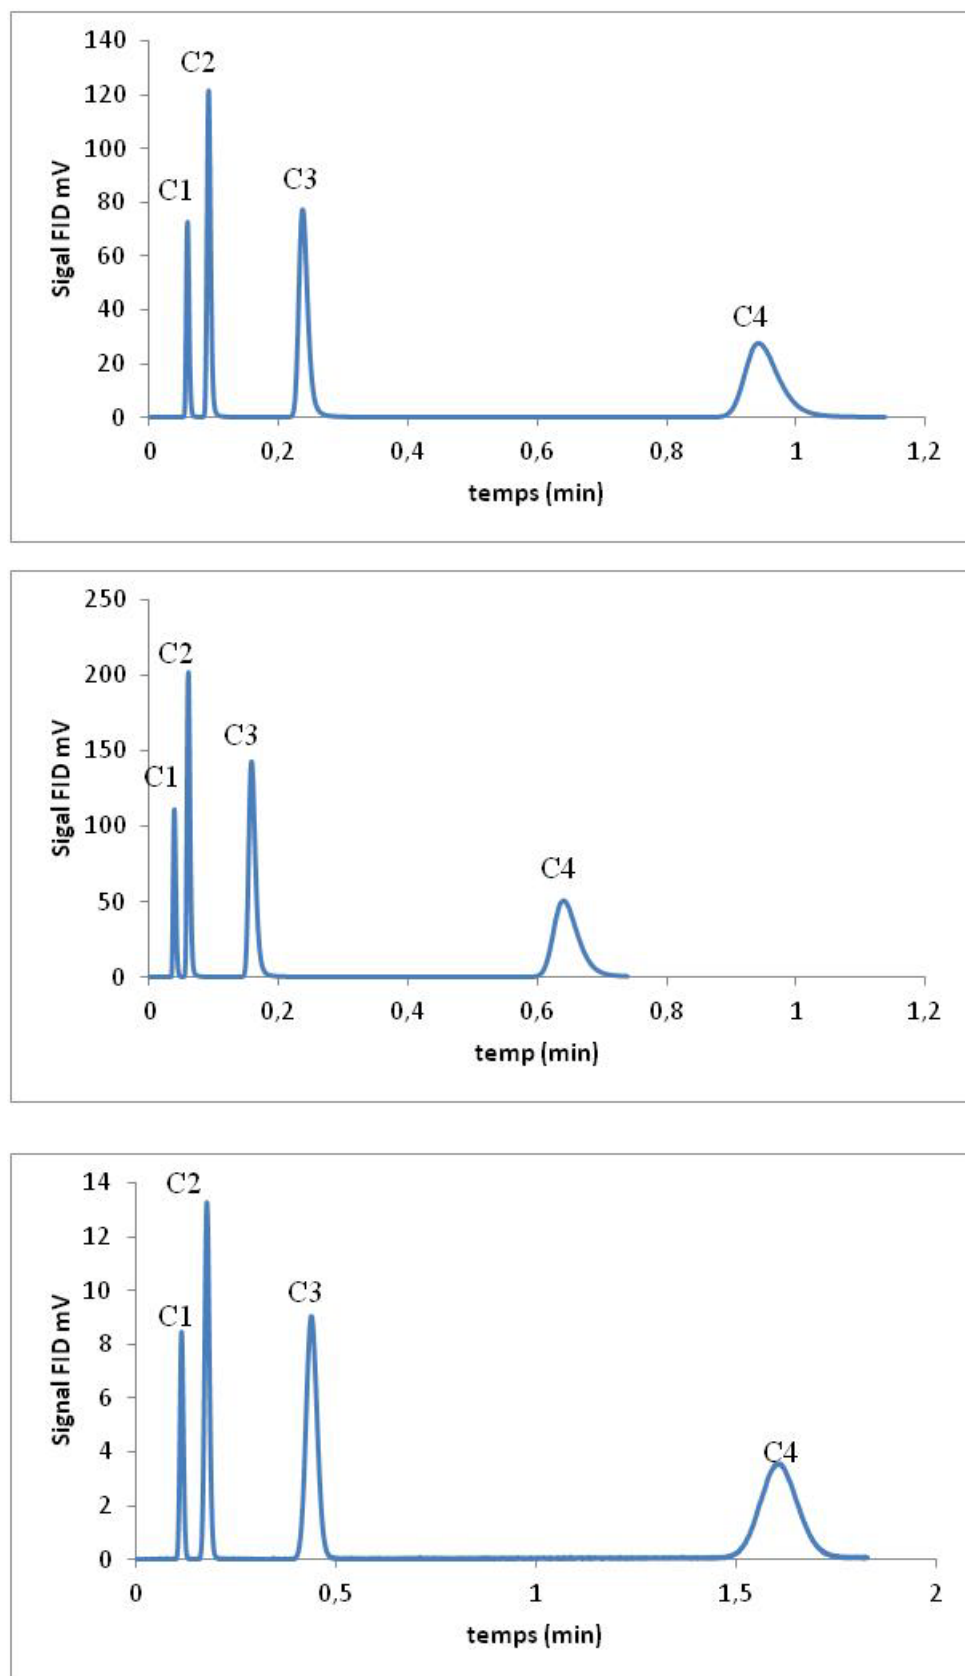 140
C2
120
100
C1
C3
80
60
40
C4
20
0
Sigal FID mV
0 0,2 0,4 0,6 0,8 1 1,2
temps (min)
250
C2
200
C3
150
C1
100
C4
50
0
Sigal FID mV
0 0,2 0,4 0,6 0,8 1 1,2
temp (min)
14
C2
12
10
C3
C1
8
6
4
C4
2
0
Signal FID mV
0 0,5 1 1,5 2
temps (min)